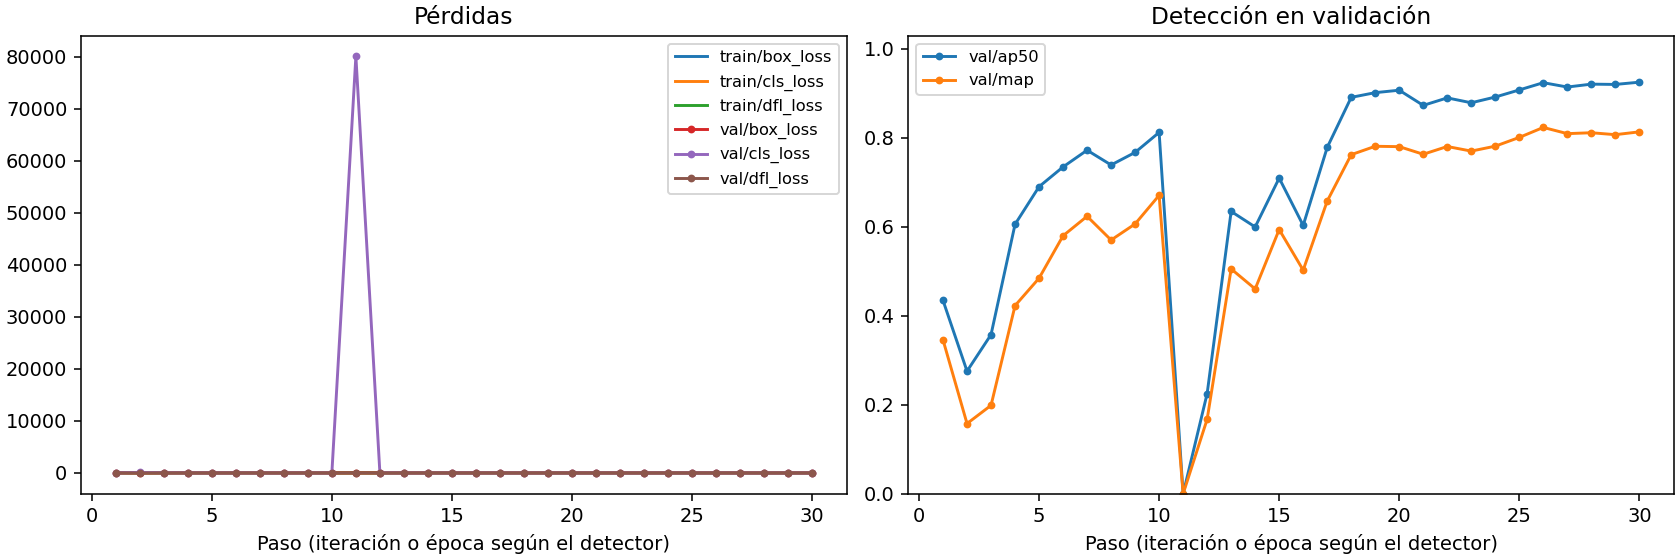 Pérdidas
80000
70000
60000
50000
40000
30000
20000
10000
0
0 5 10 15 20 25 30
Paso (iteración o época según el detector)
train/box_loss
train/cls_loss
train/dfl_loss
val/box_loss
val/cls_loss
val/dfl_loss
Detección en validación
1.0
0.8
0.6
0.4
0.2
0.0
0 5 10 15 20 25 30
Paso (iteración o época según el detector)
val/ap50
val/map